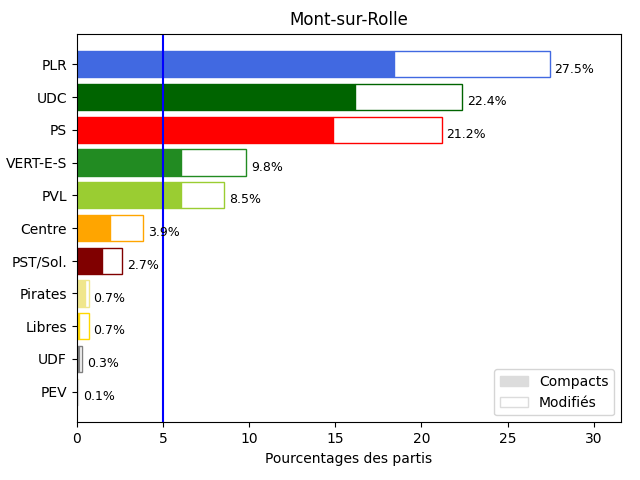 Mont-sur-Rolle
PLR 27.5%
UDC 22.4%
PS 21.2%
VERT-E-S 9.8%
PVL 8.5%
Centre 3.9%
PST/Sol. 2.7%
Pirates 0.7%
Libres 0.7%
UDF 0.3%
PEV 0.1%
Compacts
Modifiés
0 5 10 15 20 25 30
Pourcentages des partis